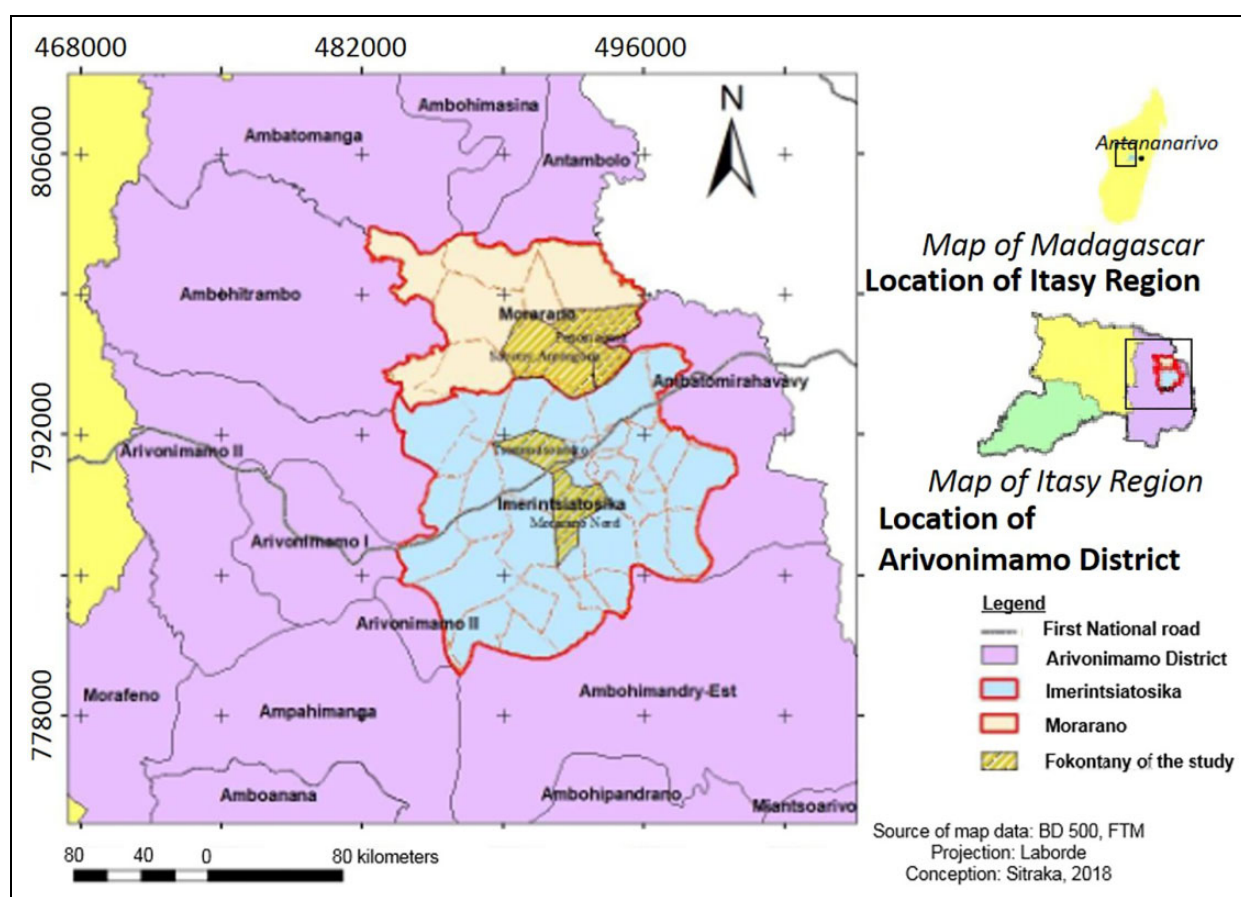 468000 482000 496000
806000
792000
778000
Ambohimasina
Ambatomanga
Antambolo
Ambohitrambo
Morarano
Ambatomirahavavy
Arivonimamo II
Imerintsiatosika
Morarano Nord
Arivonimamo I
Arivonimamo II
Morafeno
Ambohimandry-Est
Ampahimanga
Amboanana
Ambohipandrano
Miantsoarivo
N
80 40 0 80 kilometers
Antananarivo
Map of Madagascar
Location of Itasy Region
Map of Itasy Region
Location of
Arivonimamo District
Legend
First National road
Arivonimamo District
Imerintsiatosika
Morarano
Fokontany of the study
Source of map data: BD 500, FTM
Projection: Laborde
Conception: Sitraka, 2018